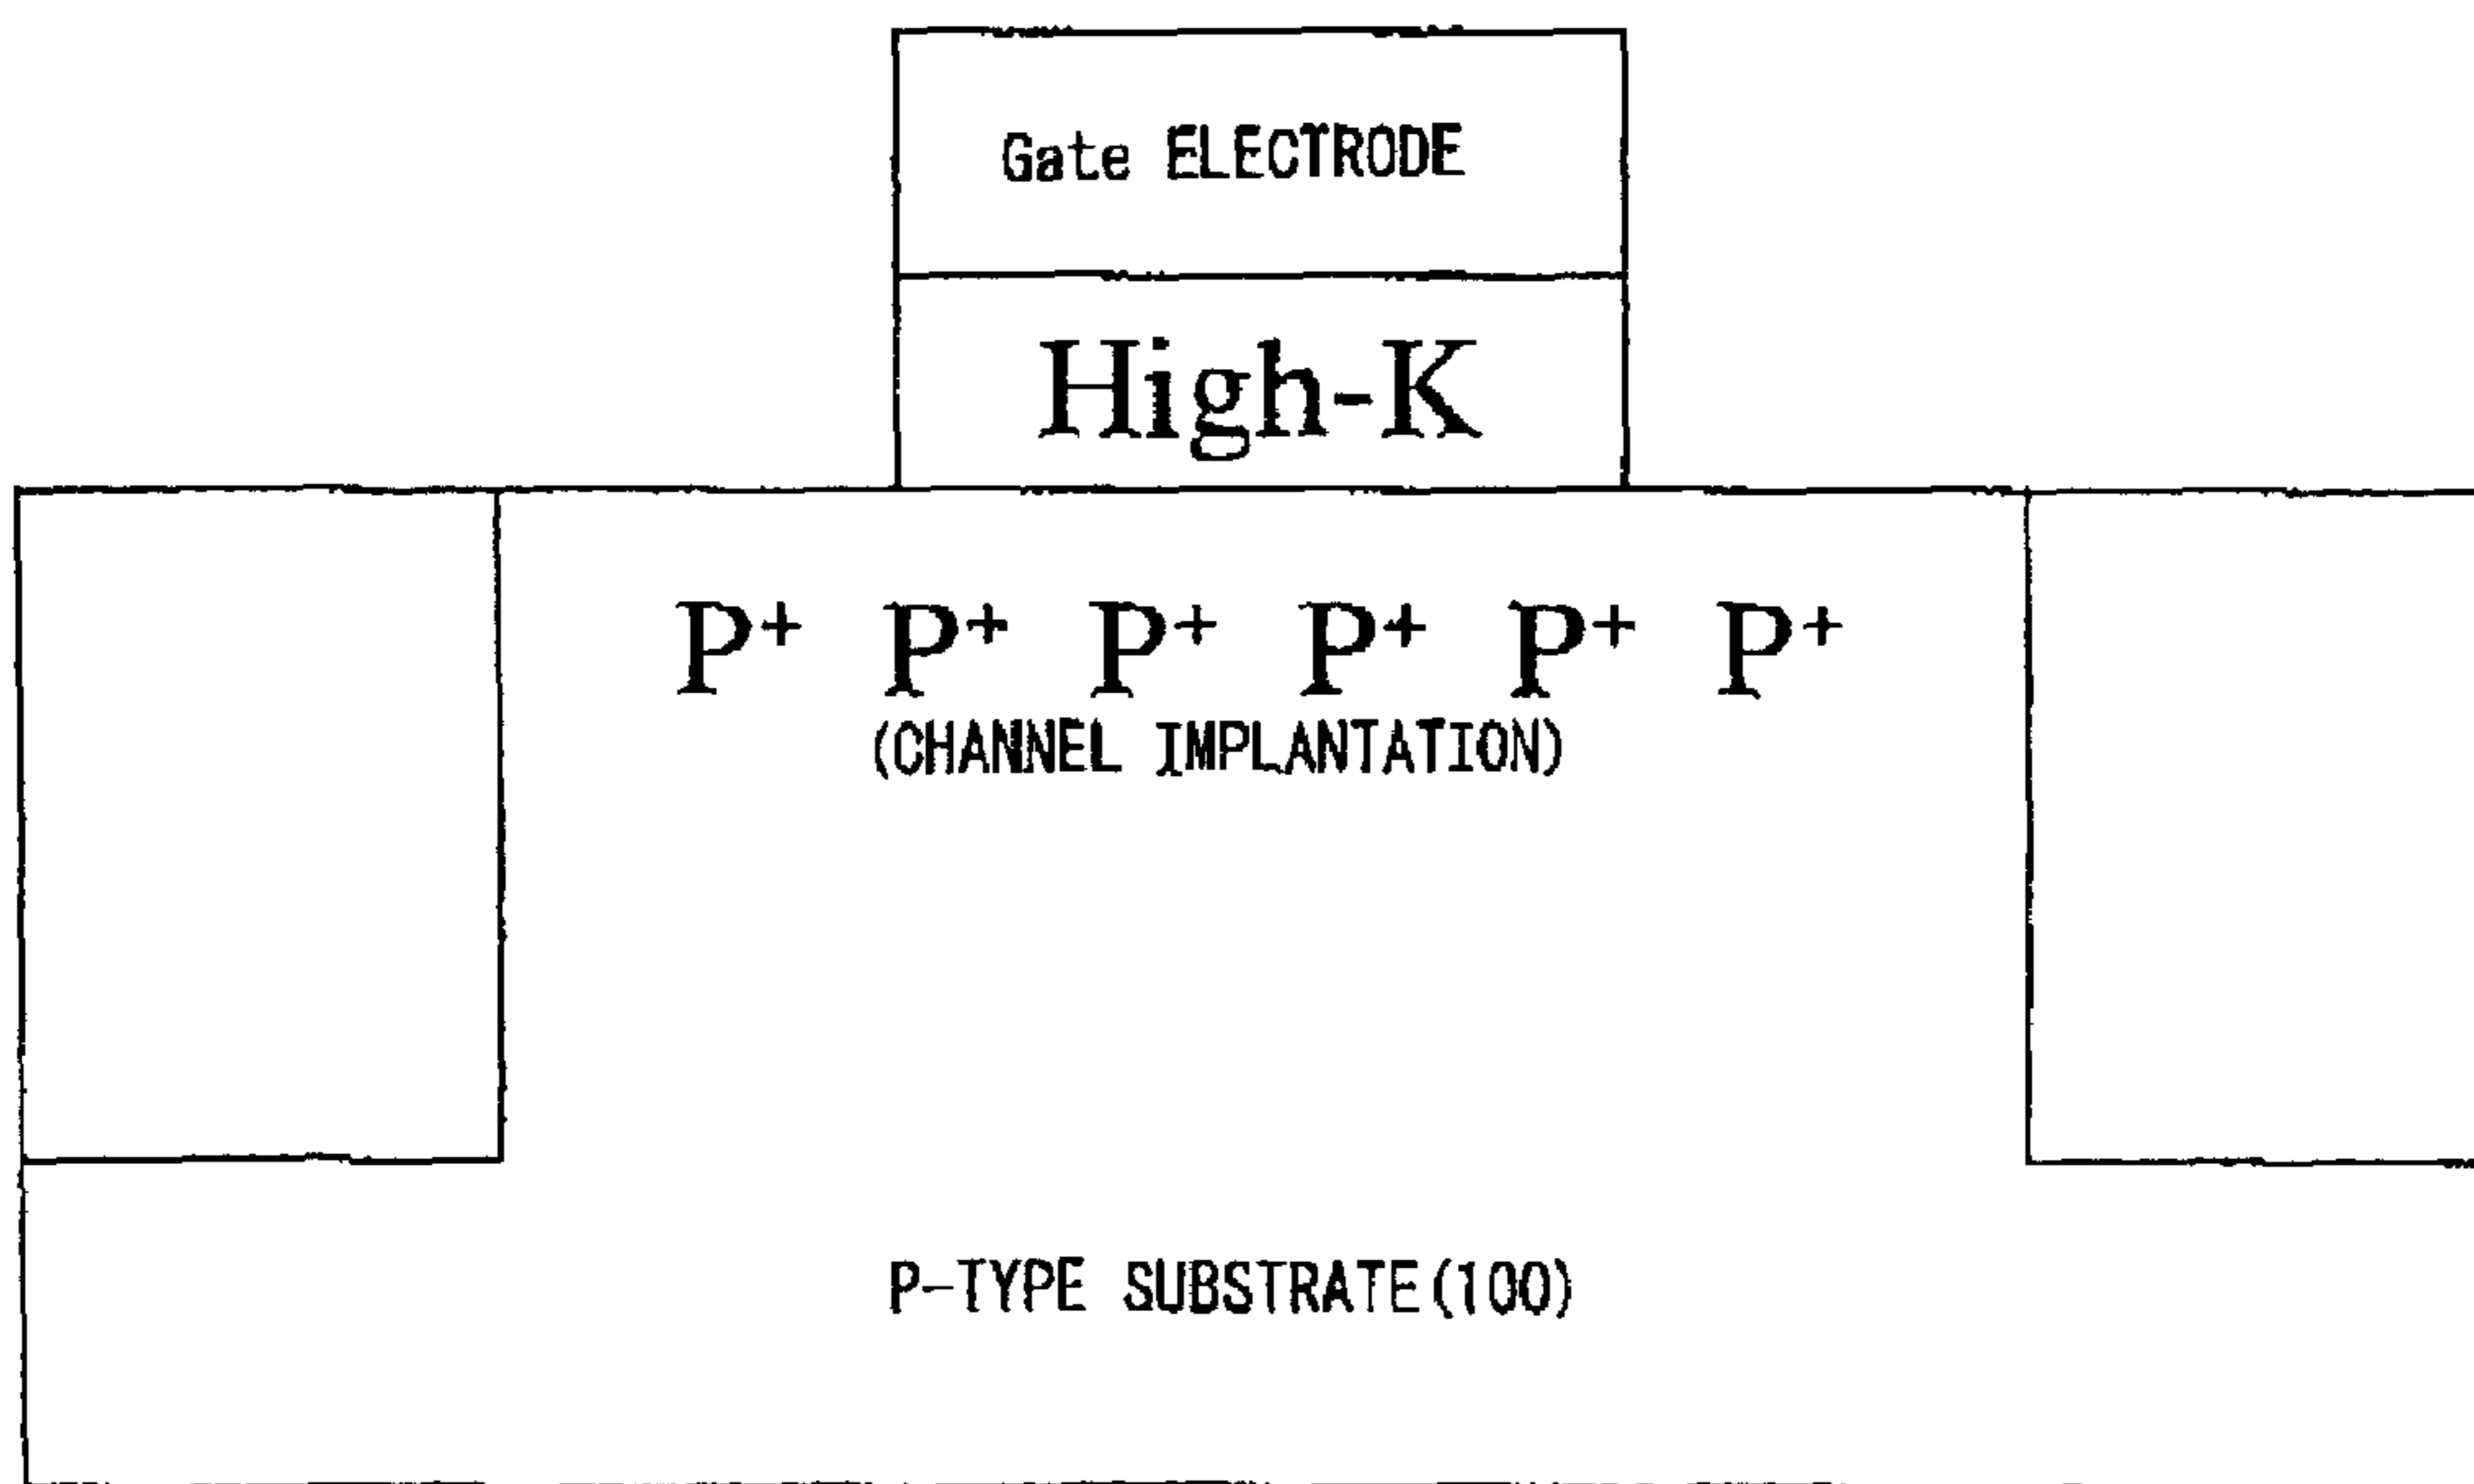 Gate ELECTRODE
High-K
P+ P+ P+ P+ P+ P+
(CHANNEL IMPLANTATION)
P-TYPE SUBSTRATE(100)